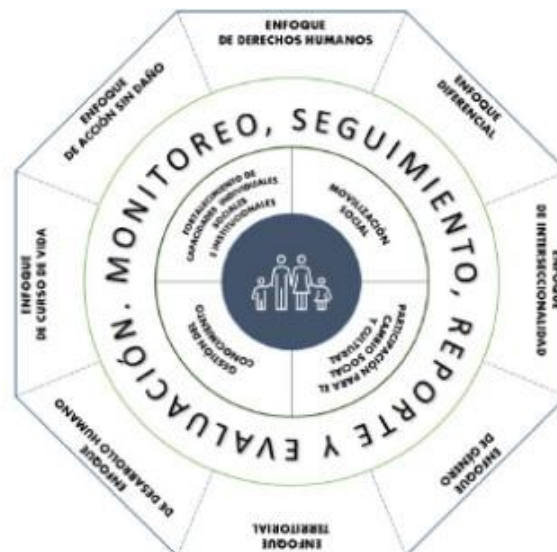 ENFOQUE
DE DERECHOS HUMANOS
ENFOQUE
DIFERENCIAL
ENFOQUE
DE INTERSECCIONALIDAD
ENFOQUE
DE GÉNERO
ENFOQUE
TERRITORIAL
ENFOQUE
DE DESARROLLO HUMANO
ENFOQUE
DE CURSO DE VIDA
ENFOQUE
DE ACCIÓN SIN DAÑO
MONITOREO, SEGUIMIENTO, REPORTE Y EVALUACIÓN.
FORTALECIMIENTO DE
CAPACIDADES INDIVIDUALES
SOCIALES
E INSTITUCIONALES
MOVILIZACIÓN
SOCIAL
PARTICIPACIÓN PARA EL
CAMBIO SOCIAL
Y CULTURAL
GESTIÓN DEL
CONOCIMIENTO